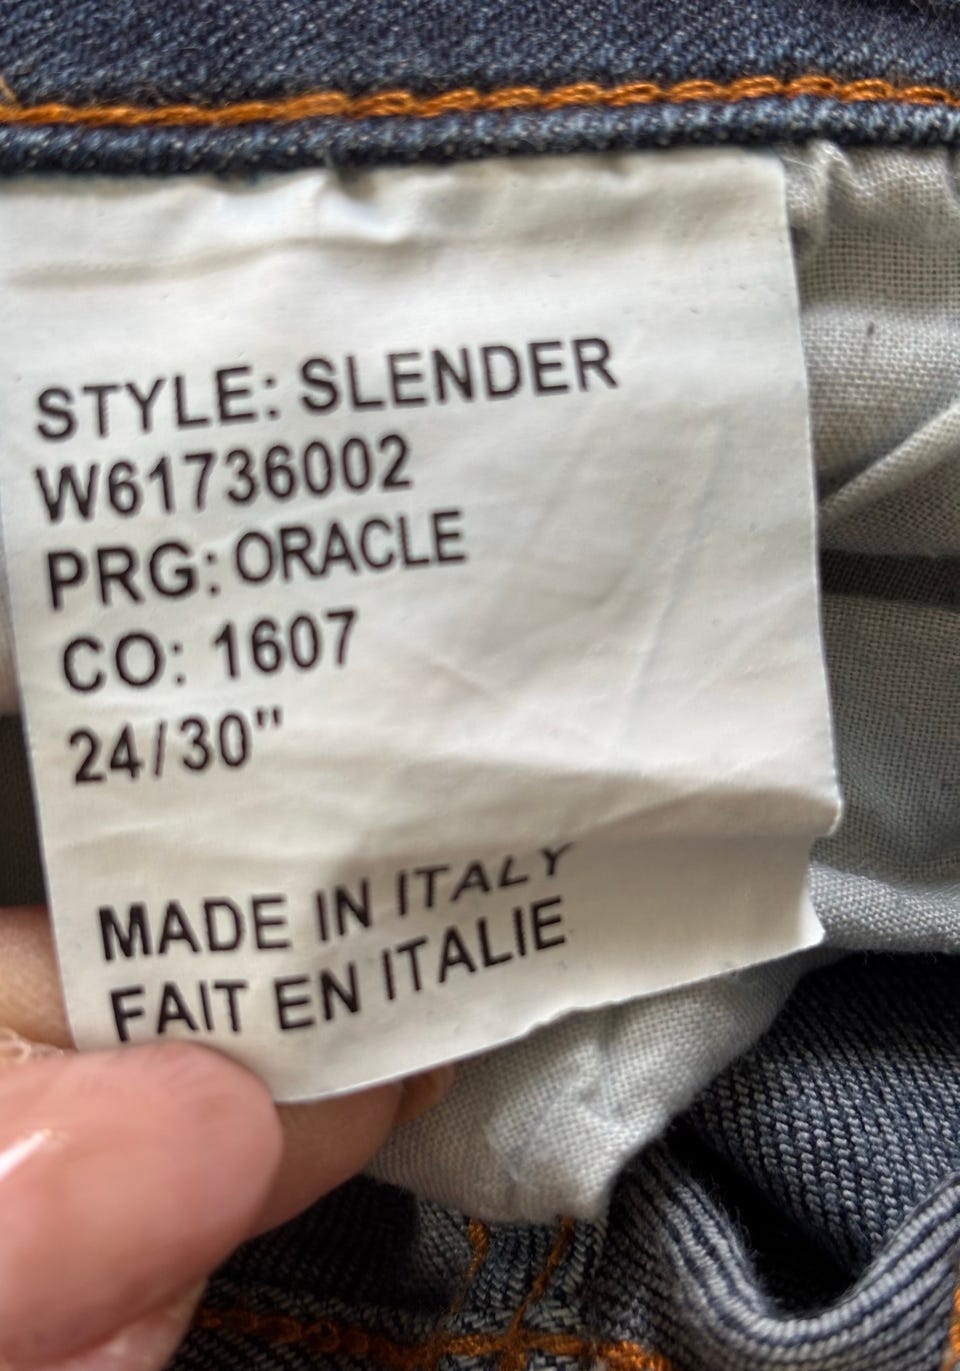 STYLE: SLENDER
W61736002
PRG: ORACLE
CO: 1607
24/30"
MADE IN ITALY
FAIT EN ITALIE